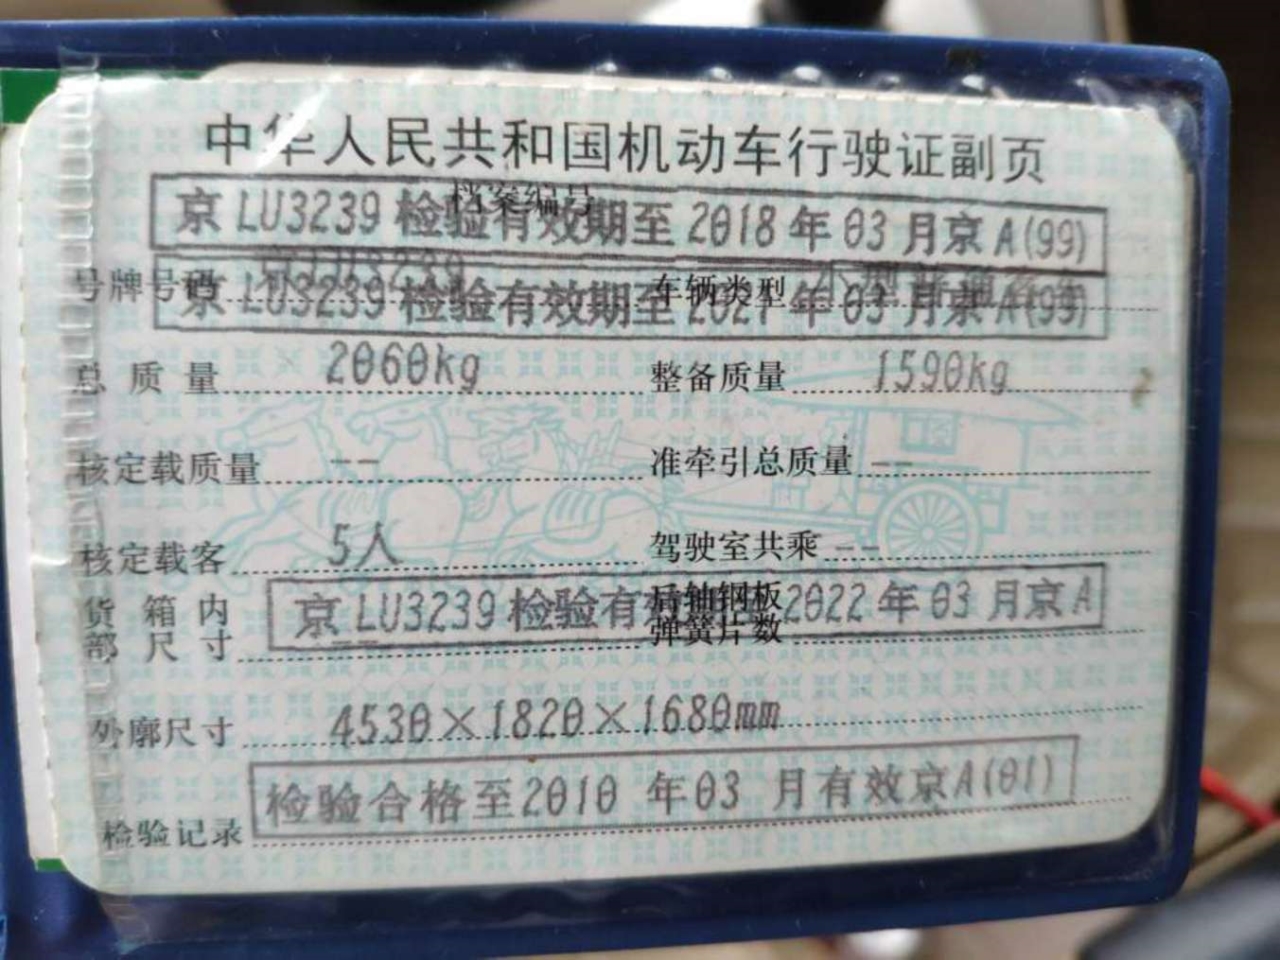 中华人民共和国机动车行驶证副页
档案编号
京LU3239检验有效期至2018年03月京A(99)
号牌号码 车辆类型 小型普通客车
京LU3239检验有效期至2021年03月京A(99)
总质量 2060kg 整备质量 1590kg
核定载质量 -- 准牵引总质量 --
核定载客 5人 驾驶室共乘 --
货箱内部尺寸 -- 后轴钢板弹簧片数
京LU3239检验有 2022年03月京A
外廓尺寸 4530×1820×1680mm
检验合格至2010年03月有效京A(01)
检验记录